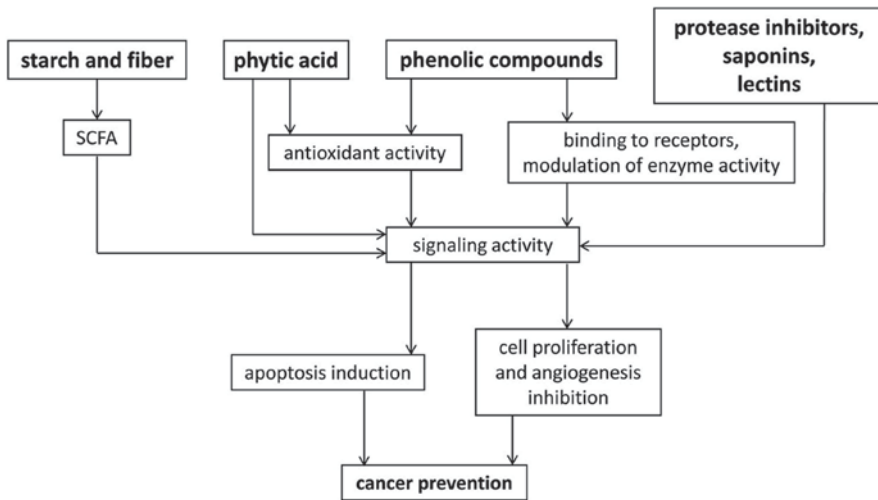 starch and fiber
phytic acid
phenolic compounds
protease inhibitors,
saponins,
lectins
SCFA
antioxidant activity
binding to receptors,
modulation of enzyme activity
signaling activity
apoptosis induction
cell proliferation
and angiogenesis
inhibition
cancer prevention